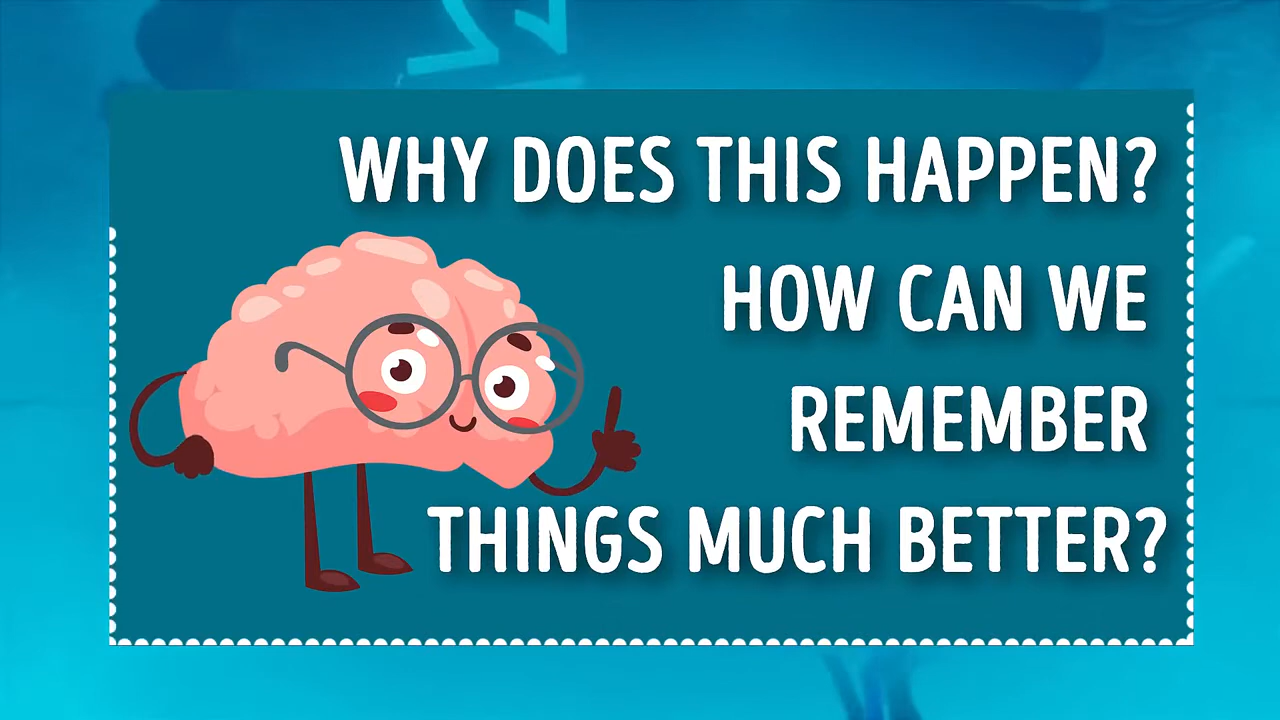 WHY DOES THIS HAPPEN?
HOW CAN WE
REMEMBER
THINGS MUCH BETTER?